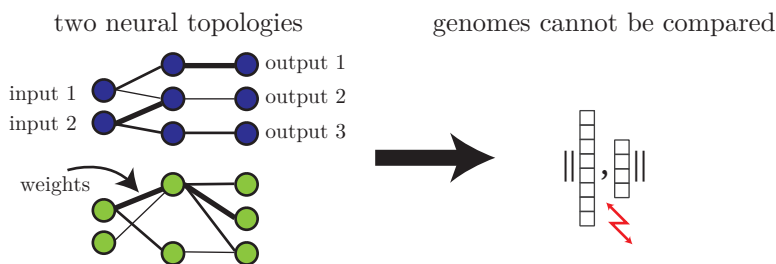 two neural topologies
genomes cannot be compared
output 1
input 1
output 2
input 2
output 3
weights
|| , ||